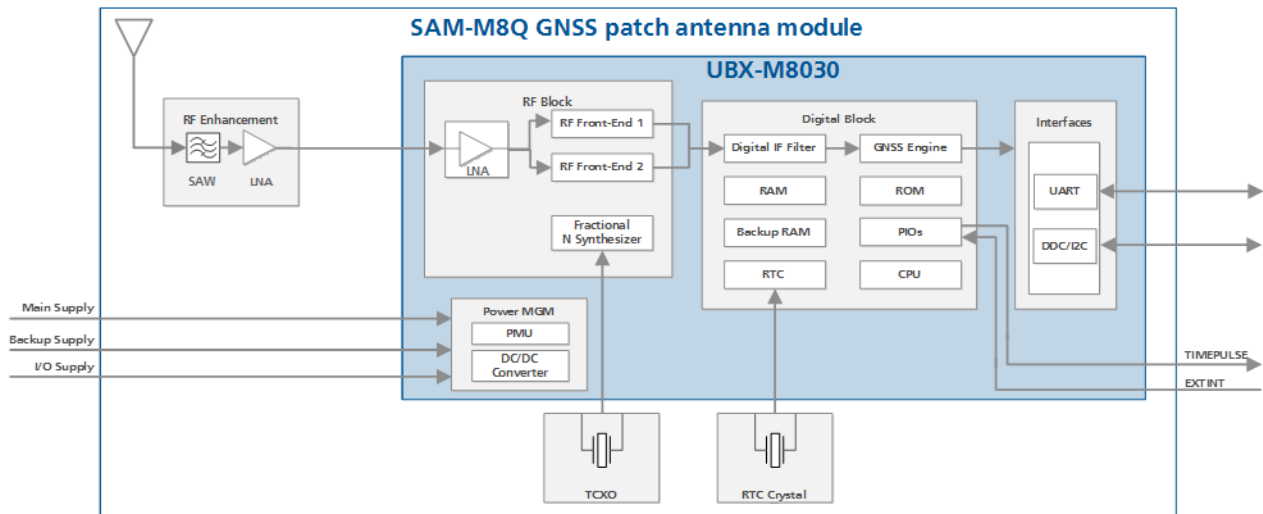 SAM-M8Q GNSS patch antenna module
UBX-M8030
RF Enhancement
SAW
LNA
RF Block
LNA
RF Front-End 1
RF Front-End 2
Fractional
N Synthesizer
Digital Block
Digital IF Filter
GNSS Engine
RAM
ROM
Backup RAM
PIOs
RTC
CPU
Interfaces
UART
DDC/I2C
Main Supply
Backup Supply
I/O Supply
Power MGM
PMU
DC/DC
Converter
TIMEPULSE
EXTINT
TCXO
RTC Crystal